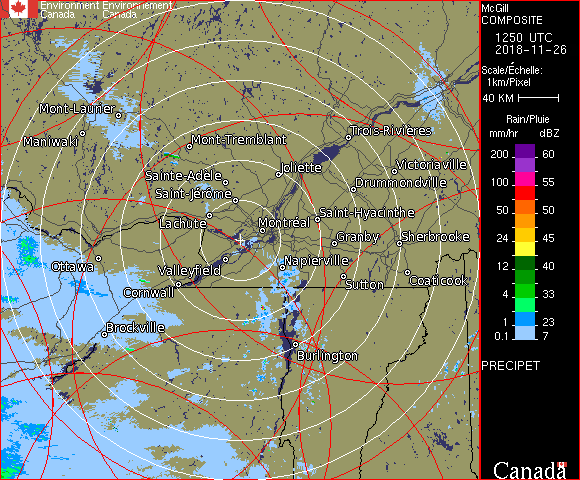 Environment Environnement
Canada Canada
Mont-Laurier
Maniwaki
Mont-Tremblant
Trois-Rivières
Joliette
Victoriaville
Sainte-Adèle
Drummondville
Saint-Jérôme
Lachute
Saint-Hyacinthe
Montréal
Granby
Sherbrooke
Ottawa
Valleyfield
Napierville
Cornwall
Sutton
Coaticook
Brockville
Burlington
McGill
COMPOSITE
1250 UTC
2018-11-26
Scale/Échelle:
1km/Pixel
40 KM
Rain/Pluie
mm/hr dBZ
200 60
150 57
100 55
50 50
24 45
12 40
4 33
1 23
0.1 7
PRECIPET
Canada